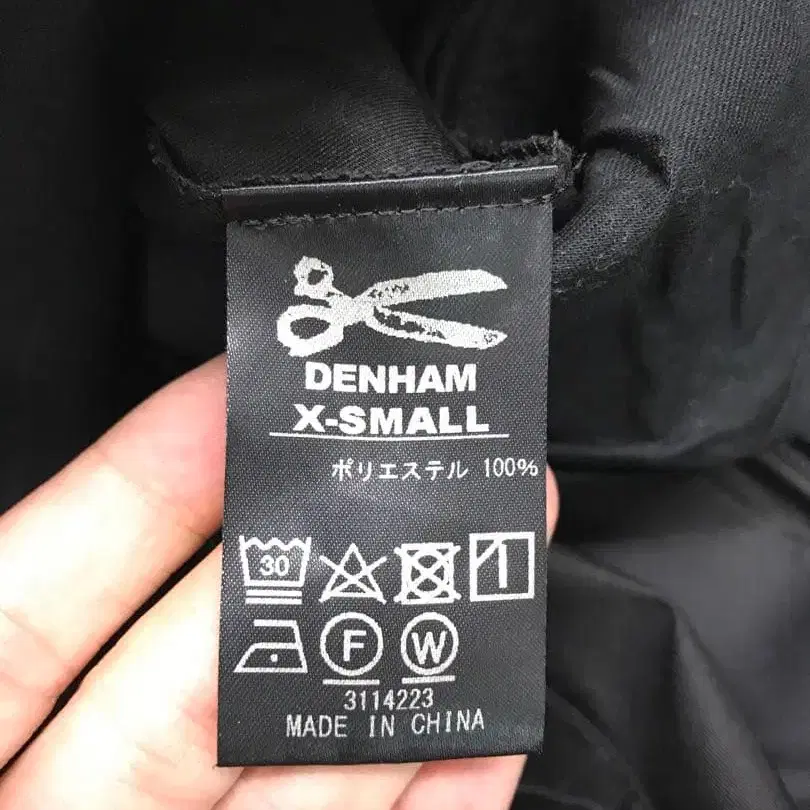 DENHAM
X-SMALL
ポリエステル 100%
30
F W
3114223
MADE IN CHINA